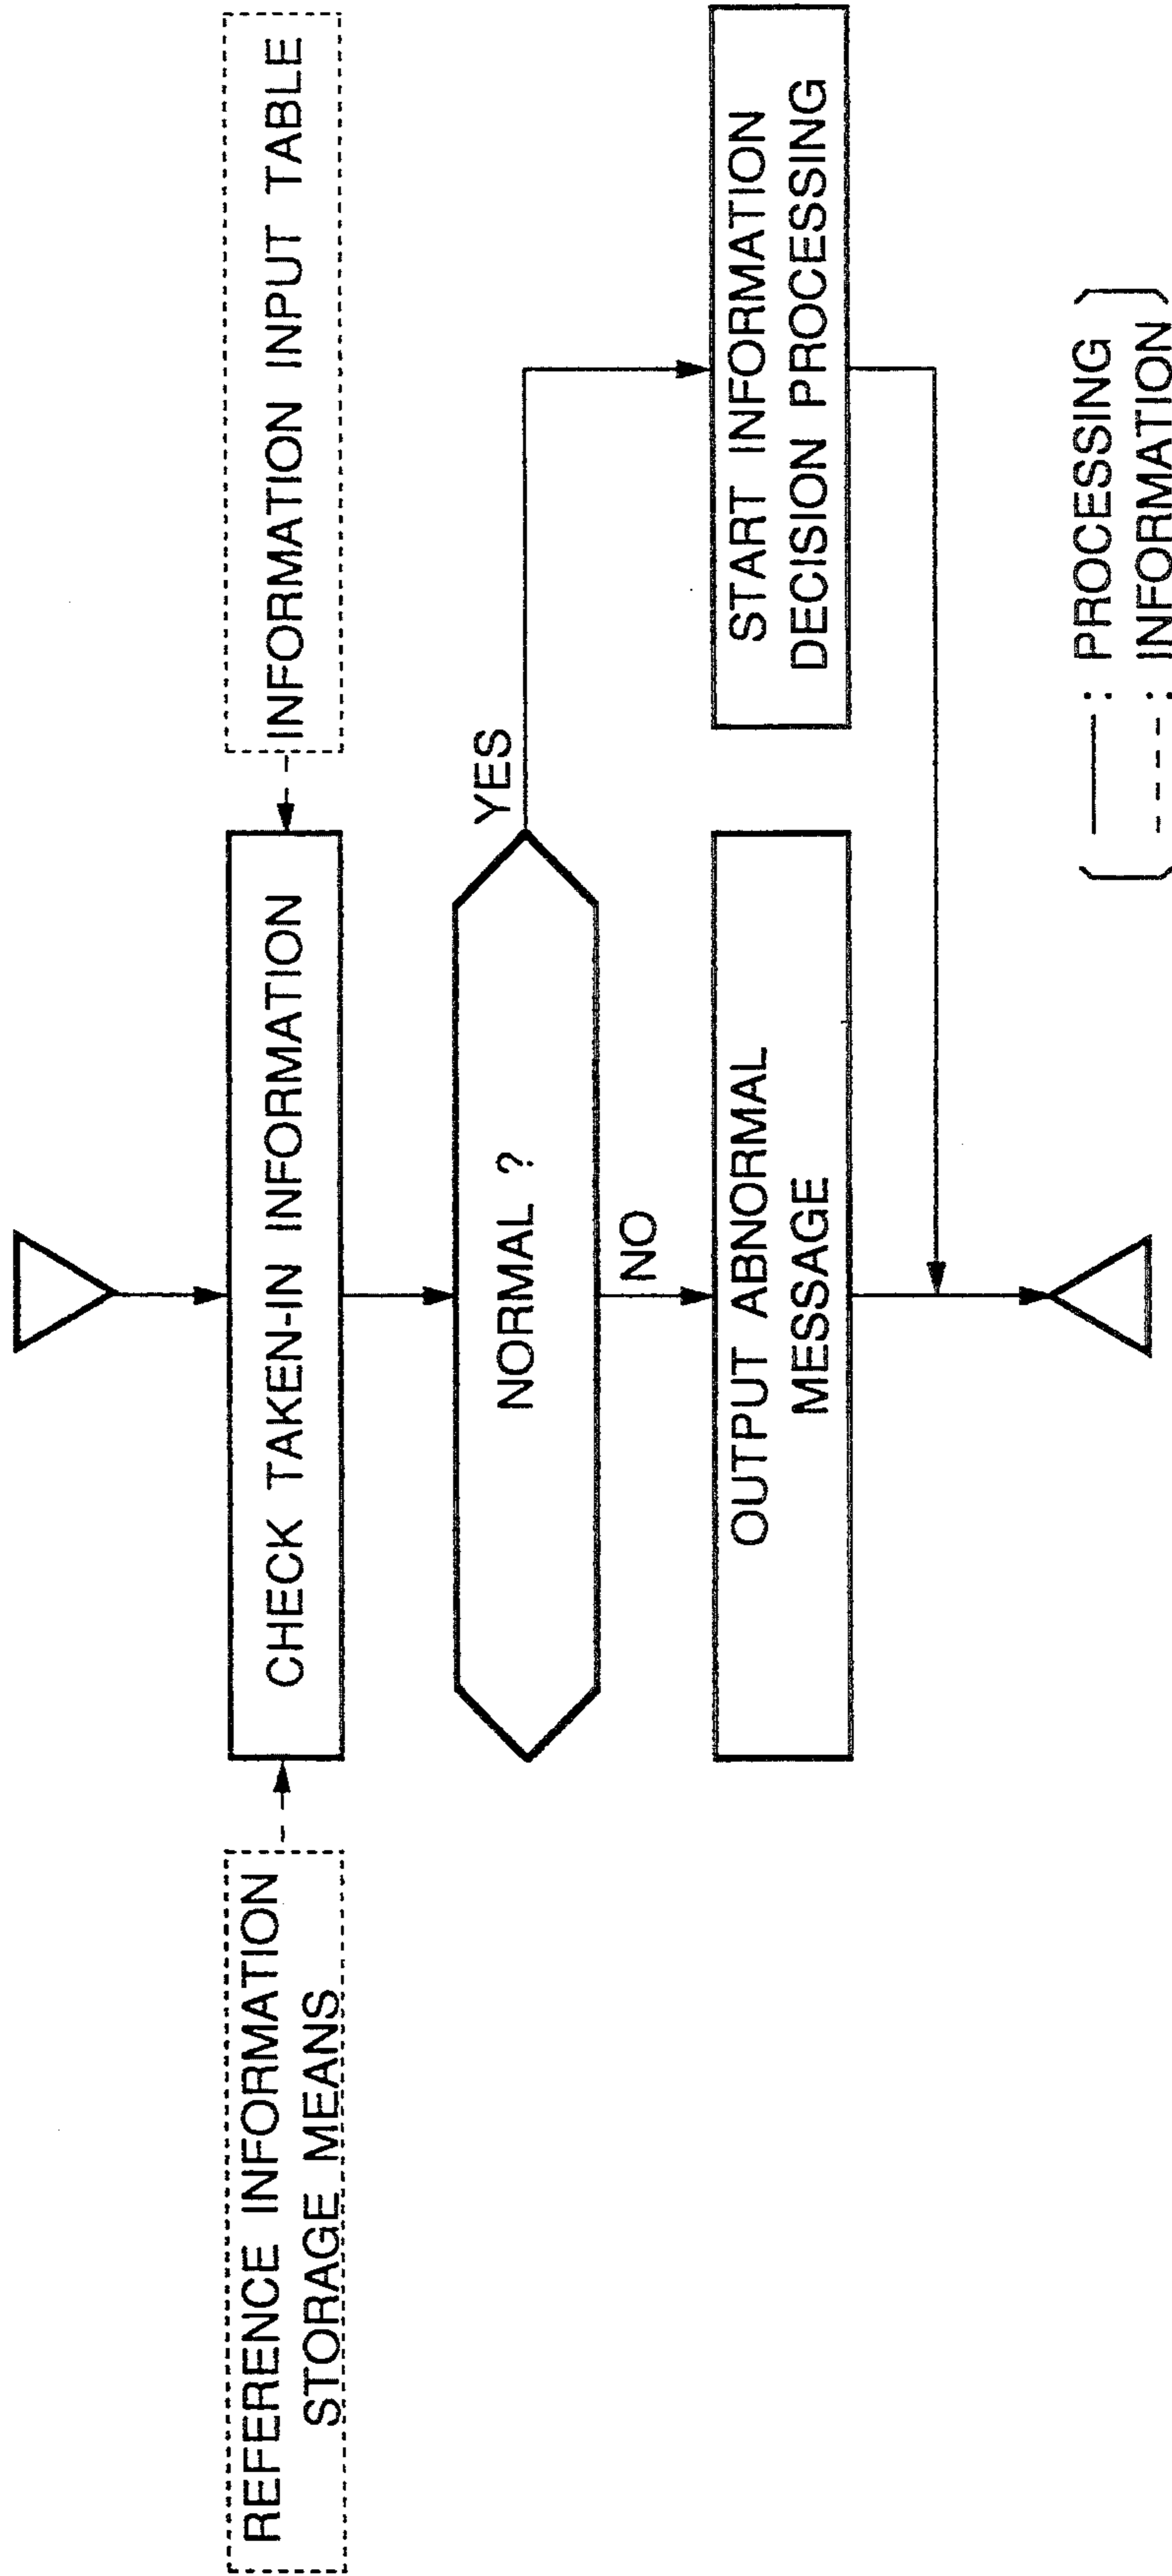 REFERENCE INFORMATION
STORAGE MEANS
CHECK TAKEN-IN INFORMATION
INFORMATION INPUT TABLE
NORMAL ?
YES
NO
OUTPUT ABNORMAL
MESSAGE
START INFORMATION
DECISION PROCESSING
: PROCESSING
: INFORMATION